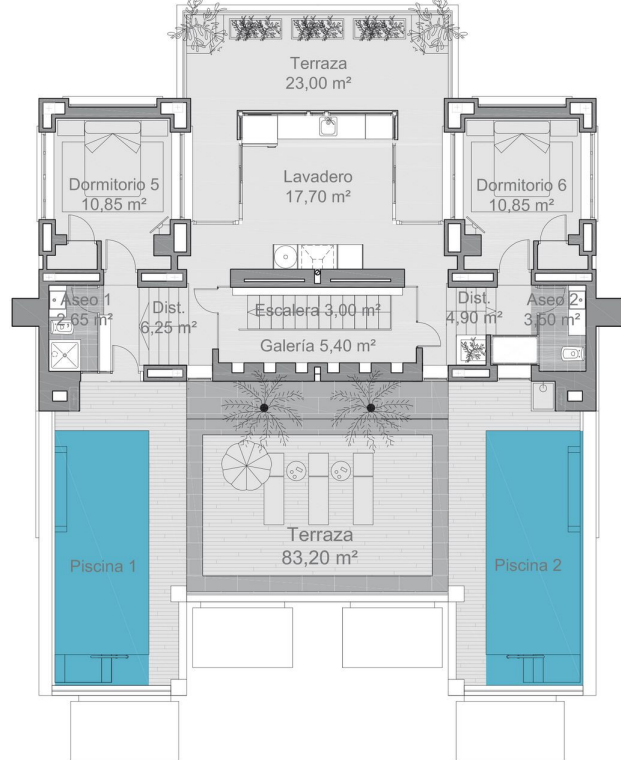 Terraza
23,00 m²
Lavadero
17,70 m²
Dormitorio 5
10,85 m²
Dormitorio 6
10,85 m²
Aseo 1
2,65 m²
Dist.
6,25 m²
Escalera 3,00 m²
Galería 5,40 m²
Dist.
4,90 m²
Aseo 2
3,50 m²
Terraza
83,20 m²
Piscina 1
Piscina 2